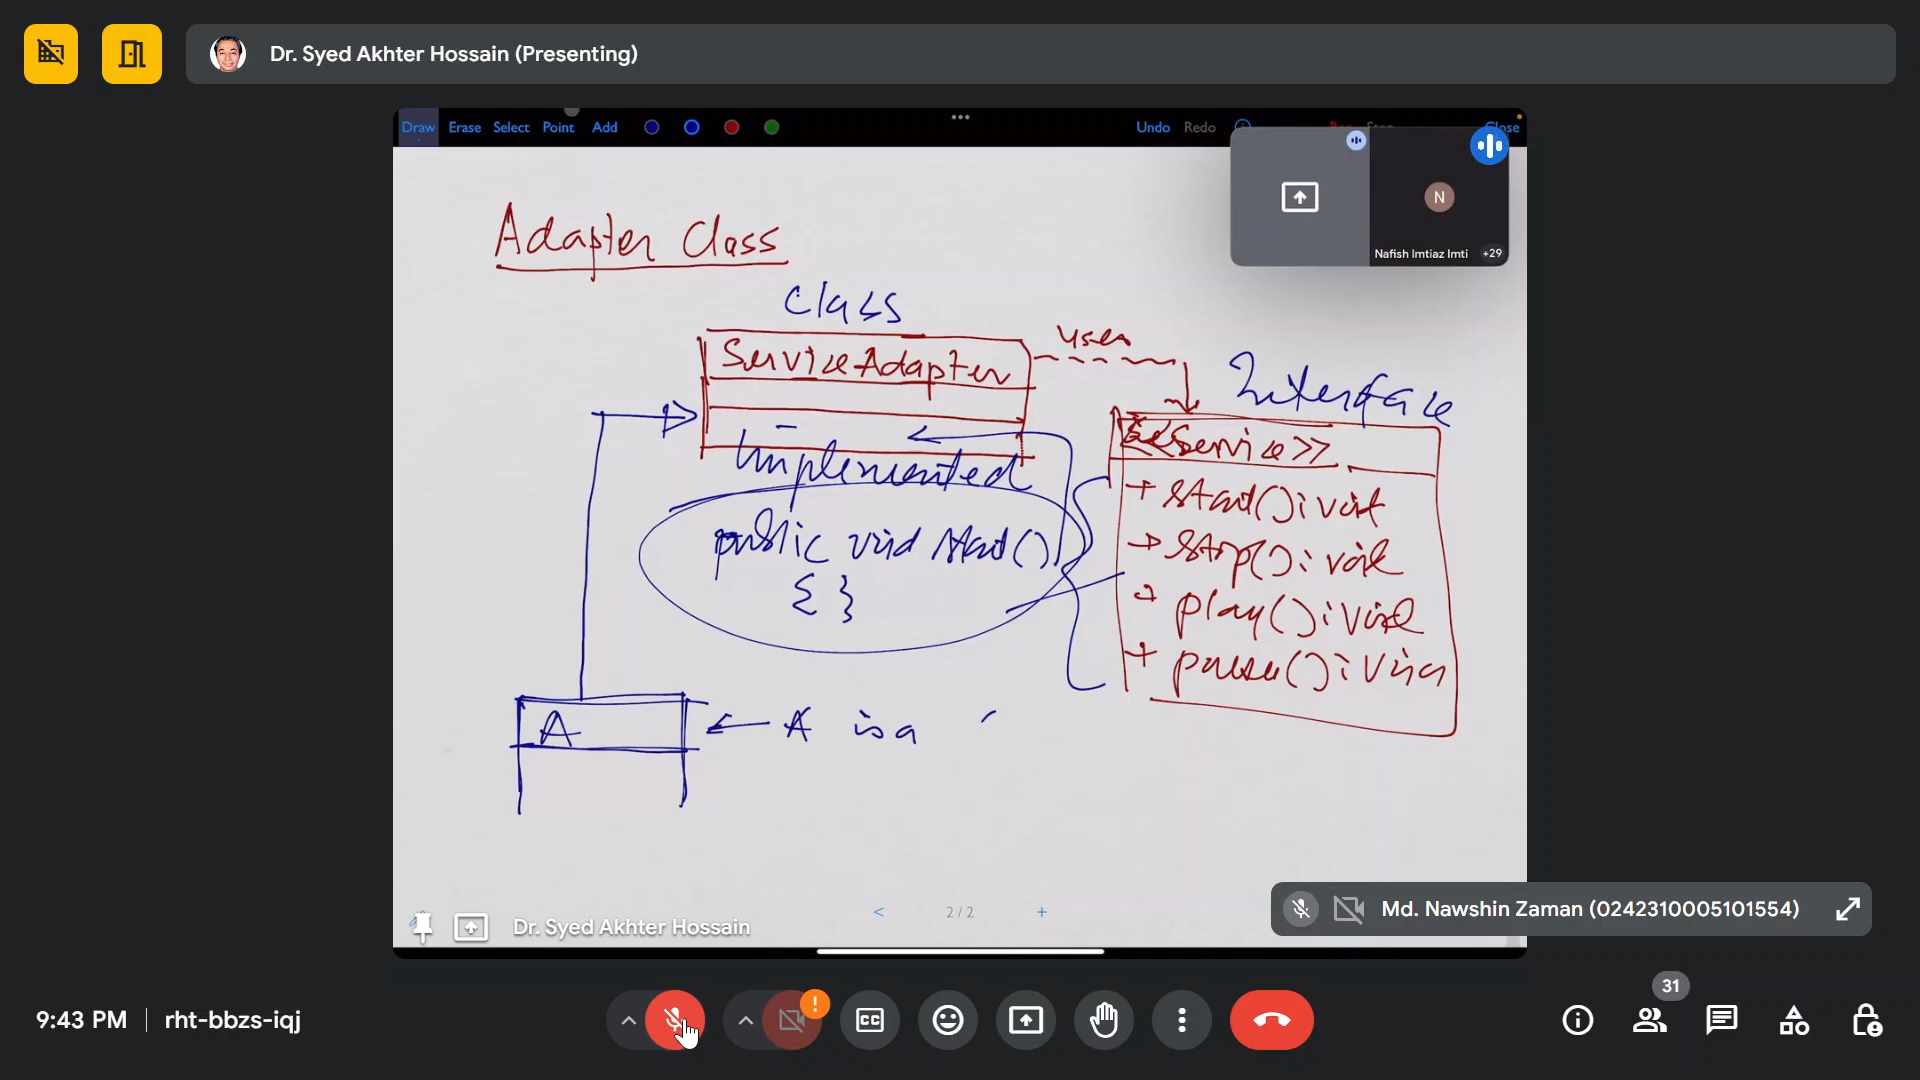 Dr. Syed Akhter Hossain (Presenting)
Draw Erase Select Point Add Undo Redo Close
Nafish Imtiaz Imti +29
N
Adapter Class
Class
ServiceAdapter
uses
Interface
<<Service>>
+ start() : void
+ stop() : void
+ play() : void
+ pause() : void
Implemented
public void start()
{ }
A
A is a
Dr. Syed Akhter Hossain
< 2 / 2 +
Md. Nawshin Zaman (0242310005101554)
9:43 PM | rht-bbzs-iqj
!
CC
31